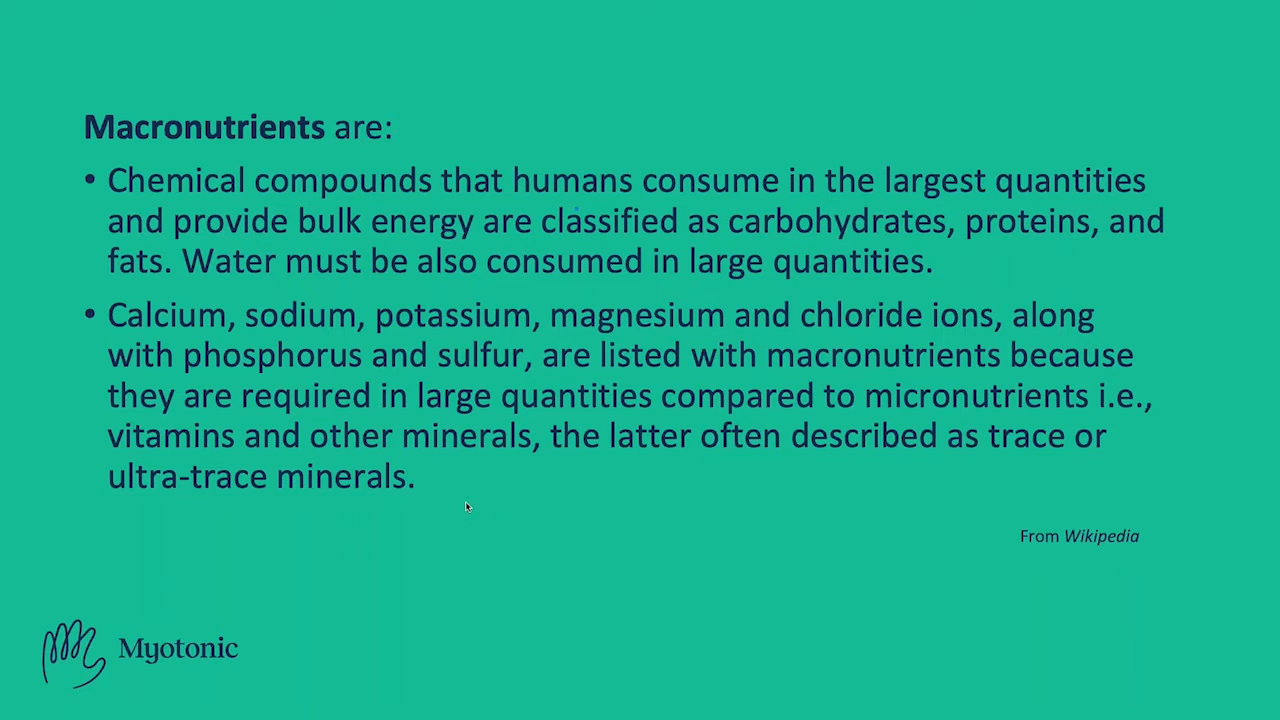 Macronutrients are:
• Chemical compounds that humans consume in the largest quantities
and provide bulk energy are classified as carbohydrates, proteins, and
fats. Water must be also consumed in large quantities.
• Calcium, sodium, potassium, magnesium and chloride ions, along
with phosphorus and sulfur, are listed with macronutrients because
they are required in large quantities compared to micronutrients i.e.,
vitamins and other minerals, the latter often described as trace or
ultra-trace minerals.
From Wikipedia
Myotonic